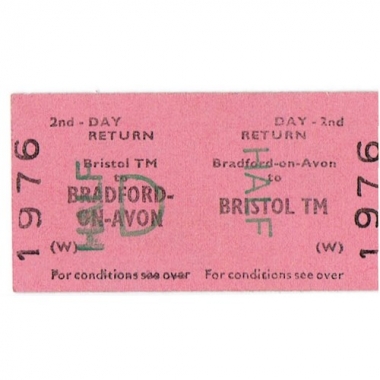 2nd - DAY
RETURN
Bristol TM
BRADFORD-
ON-AVON
(W)
For conditions see over
HALF
D
1976
DAY - 2nd
RETURN
Bradford-on-Avon
to
BRISTOL TM
(W)
For conditions see over
HALF
1976